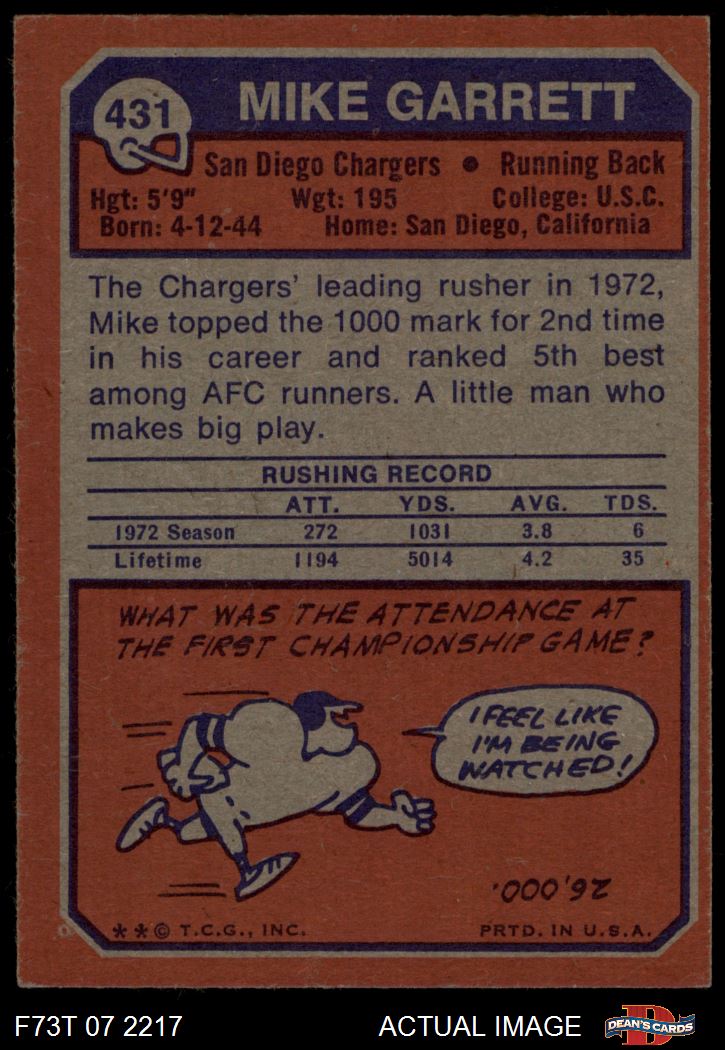 431
MIKE GARRETT
San Diego Chargers • Running Back
Hgt: 5'9" Wgt: 195 College: U.S.C.
Born: 4-12-44 Home: San Diego, California
The Chargers' leading rusher in 1972,
Mike topped the 1000 mark for 2nd time
in his career and ranked 5th best
among AFC runners. A little man who
makes big play.
RUSHING RECORD
ATT. YDS. AVG. TDS.
1972 Season 272 1031 3.8 6
Lifetime 1194 5014 4.2 35
WHAT WAS THE ATTENDANCE AT
THE FIRST CHAMPIONSHIP GAME?
I FEEL LIKE
I'M BEING
WATCHED!
26,000.
**© T.C.G., INC. PRTD. IN U.S.A.
F73T 07 2217 ACTUAL IMAGE
D
DEAN'S CARDS